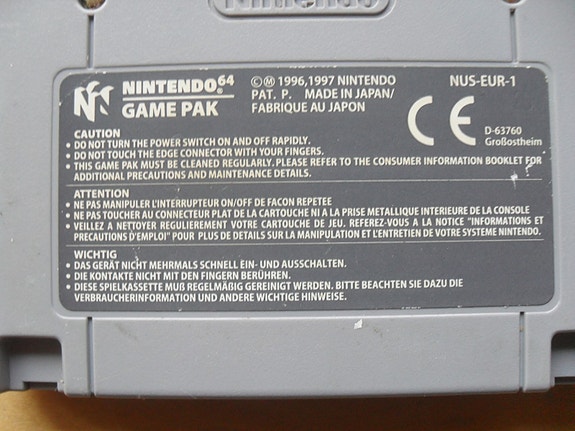 Nintendo
NINTENDO 64 ®
GAME PAK
© Ⓜ 1996,1997 NINTENDO
PAT. P. MADE IN JAPAN/
FABRIQUE AU JAPON
NUS-EUR-1
CE
D-63760
Großostheim
CAUTION
• DO NOT TURN THE POWER SWITCH ON AND OFF RAPIDLY.
• DO NOT TOUCH THE EDGE CONNECTOR WITH YOUR FINGERS.
• THIS GAME PAK MUST BE CLEANED REGULARLY. PLEASE REFER TO THE CONSUMER INFORMATION BOOKLET FOR
ADDITIONAL PRECAUTIONS AND MAINTENANCE DETAILS.
ATTENTION
• NE PAS MANIPULER L'INTERRUPTEUR ON/OFF DE FACON REPETEE
• NE PAS TOUCHER AU CONNECTEUR PLAT DE LA CARTOUCHE NI A LA PRISE METALLIQUE INTERIEURE DE LA CONSOLE
• VEILLEZ A NETTOYER REGULIEREMENT VOTRE CARTOUCHE DE JEU. REFEREZ-VOUS A LA NOTICE "INFORMATIONS ET
PRECAUTIONS D'EMPLOI" POUR PLUS DE DETAILS SUR LA MANIPULATION ET L'ENTRETIEN DE VOTRE SYSTEME NINTENDO.
WICHTIG
• DAS GERÄT NICHT MEHRMALS SCHNELL EIN- UND AUSSCHALTEN.
• DIE KONTAKTE NICHT MIT DEN FINGERN BERÜHREN.
• DIESE SPIELKASSETTE MUß REGELMÄßIG GEREINIGT WERDEN. BITTE BEACHTEN SIE DAZU DIE
VERBRAUCHERINFORMATION UND ANDERE WICHTIGE HINWEISE.